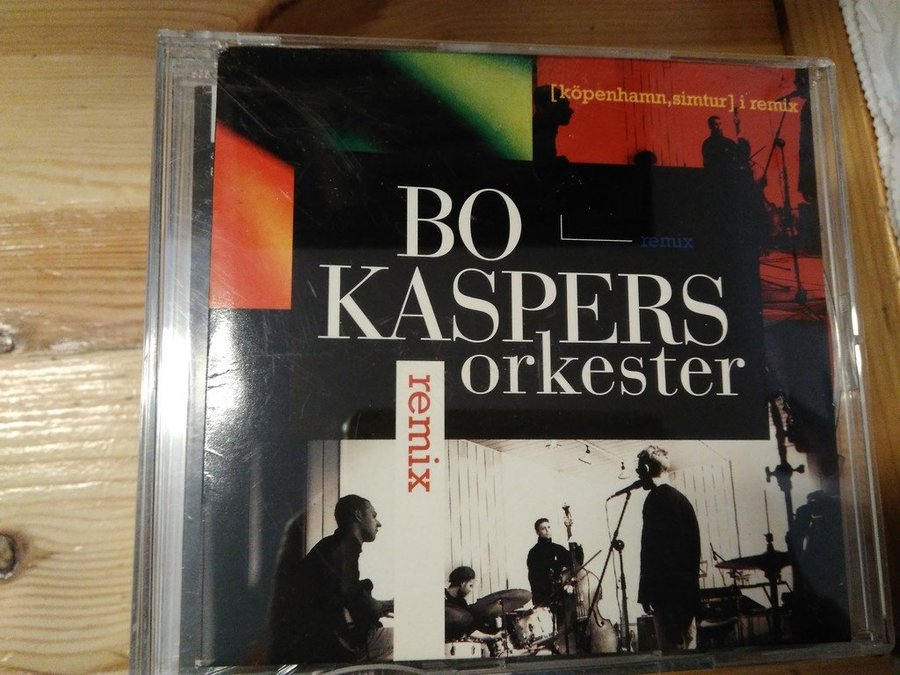 [köpenhamn,simtur] i remix
BO
remix
KASPERS
orkester
remix